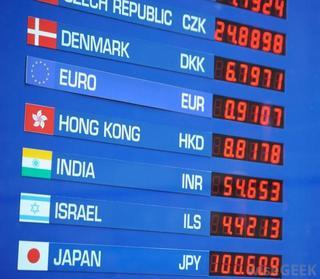 CZECH REPUBLIC CZK
DENMARK DKK 24.8898
EURO EUR 6.7971
HONG KONG HKD 0.9107
INDIA INR 8.8178
ISRAEL ILS 54.653
JAPAN JPY 4.4213
100.609